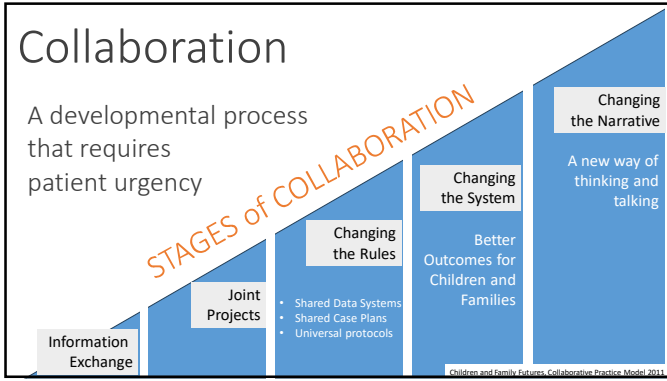 Collaboration
A developmental process
that requires
patient urgency
STAGES of COLLABORATION
Information
Exchange
Joint
Projects
Changing
the Rules
• Shared Data Systems
• Shared Case Plans
• Universal protocols
Changing
the System
Better
Outcomes for
Children and
Families
Changing
the Narrative
A new way of
thinking and
talking
Children and Family Futures, Collaborative Practice Model 2011